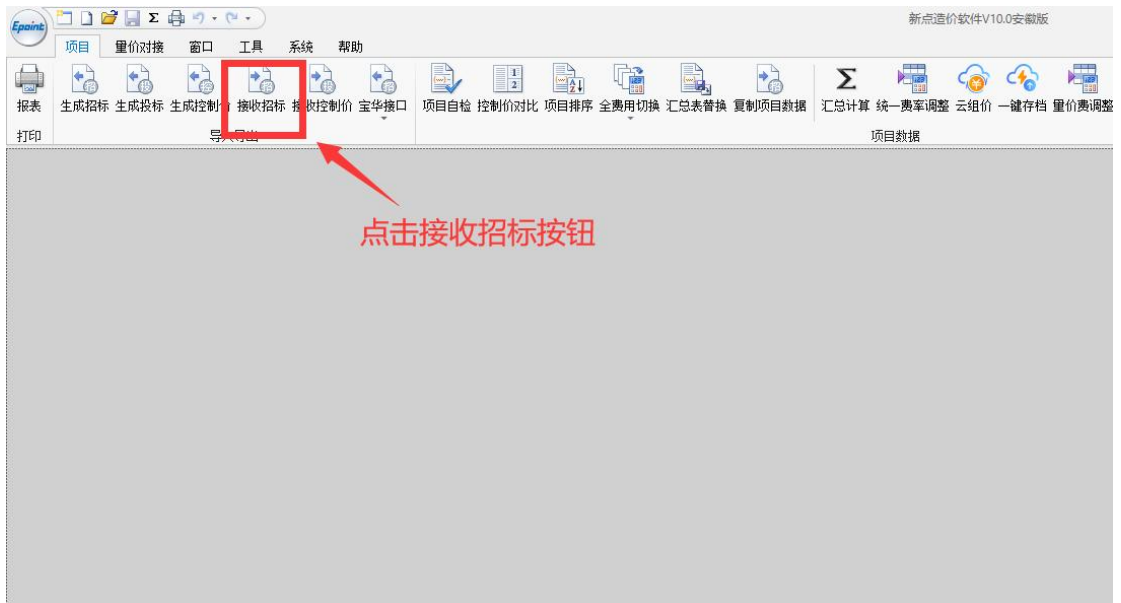 Epoint
新点造价软件V10.0安徽版
项目 量价对接 窗口 工具 系统 帮助
报表 生成招标 生成投标 生成控制价 接收招标 接收控制价 宝华接口 项目自检 控制价对比 项目排序 全费用切换 汇总表替换 复制项目数据 汇总计算 统一费率调整 云组价 一键存档 量价费调整
打印 导入导出 项目数据
点击接收招标按钮